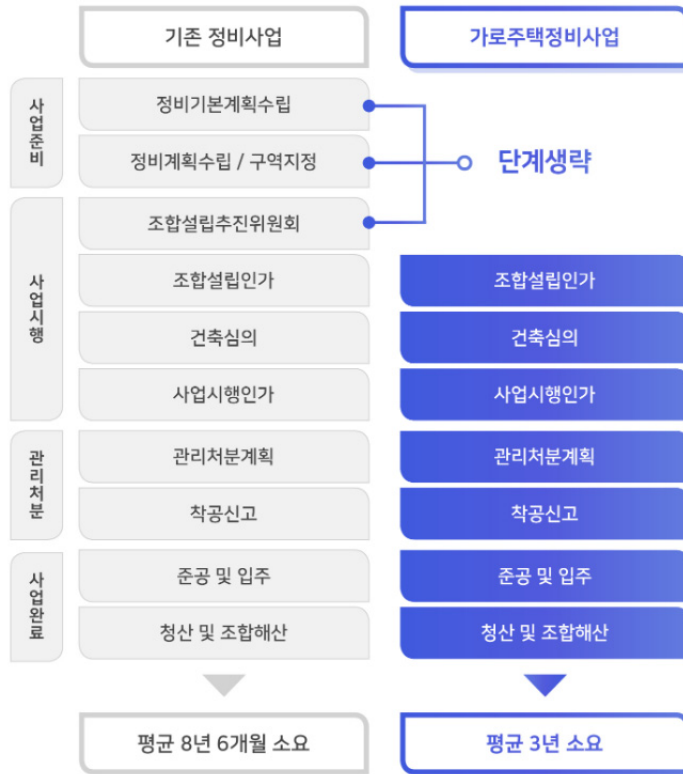 기존 정비사업
가로주택정비사업
사업준비
정비기본계획수립
정비계획수립 / 구역지정
단계생략
사업시행
조합설립추진위원회
조합설립인가
조합설립인가
건축심의
건축심의
사업시행인가
사업시행인가
관리처분
관리처분계획
관리처분계획
착공신고
착공신고
사업완료
준공 및 입주
준공 및 입주
청산 및 조합해산
청산 및 조합해산
평균 8년 6개월 소요
평균 3년 소요